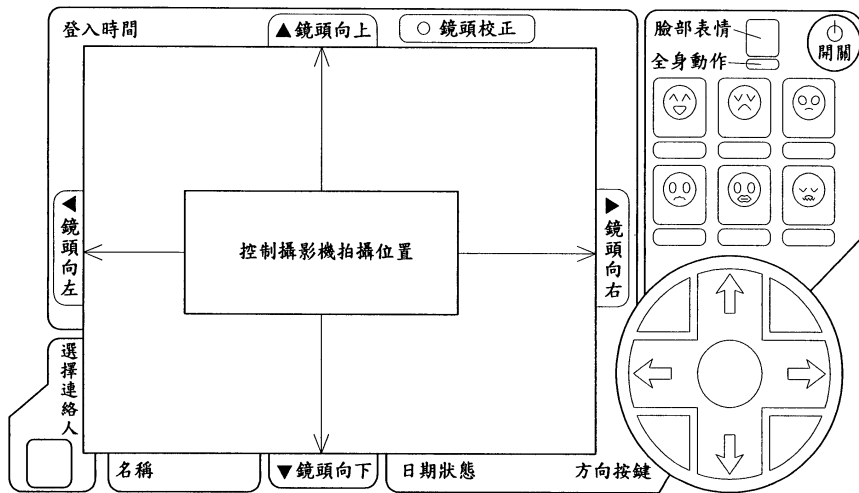 登入時間
▲鏡頭向上
○ 鏡頭校正
臉部表情
全身動作
開關
◀鏡頭向左
控制攝影機拍攝位置
▶鏡頭向右
選擇連絡人
名稱
▼鏡頭向下
日期狀態
方向按鍵